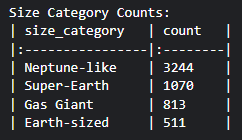 Size Category Counts:
| size_category | count |
|:----------------|:--------|
| Neptune-like | 3244 |
| Super-Earth | 1070 |
| Gas Giant | 813 |
| Earth-sized | 511 |